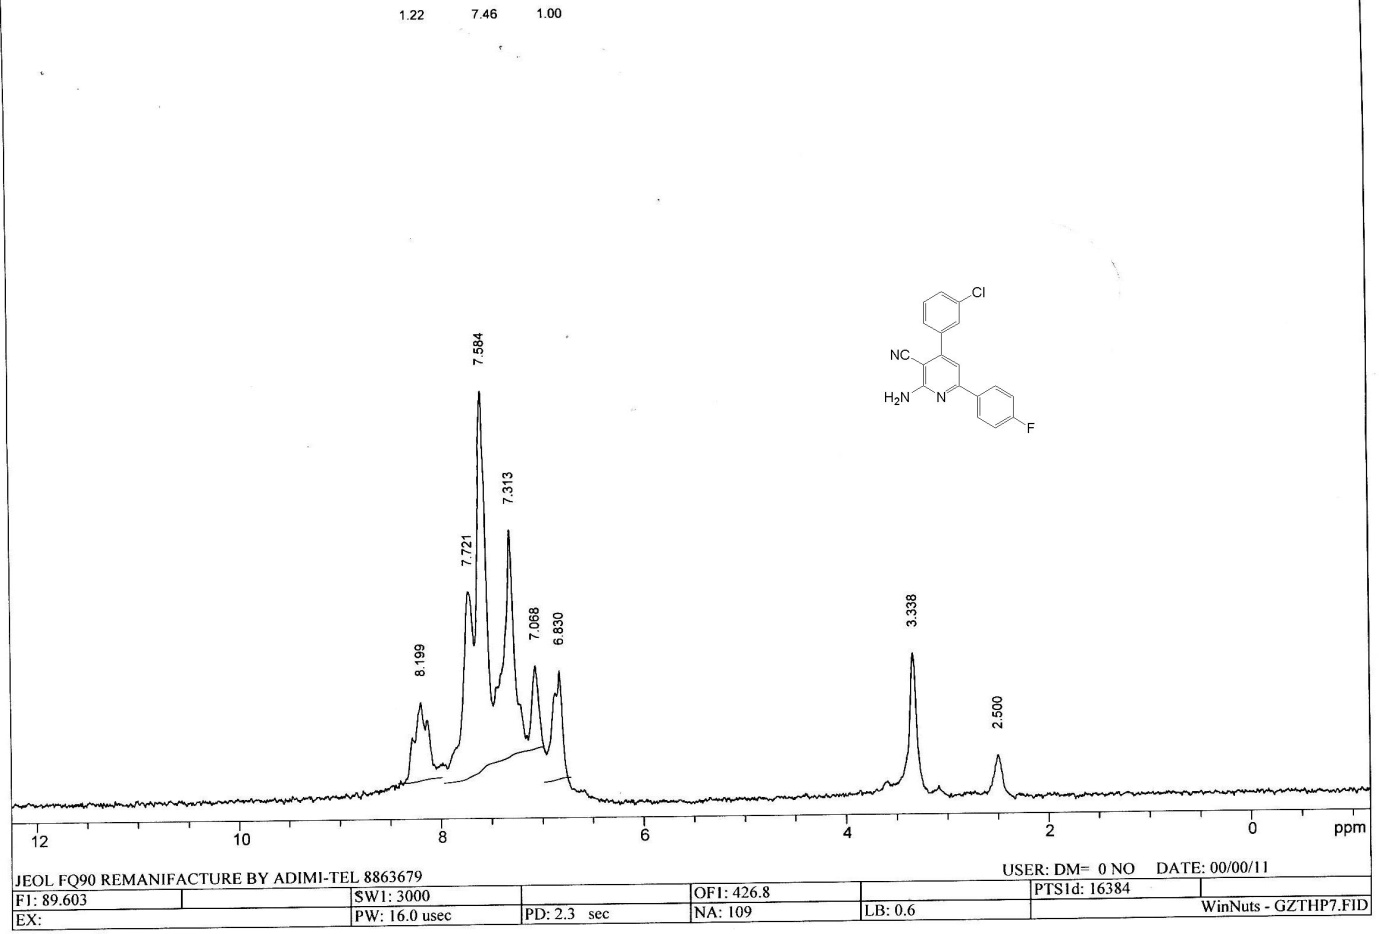 1.22 7.46 1.00
7.584
7.313
7.721
7.068
6.830
8.199
3.338
2.500
Cl
NC
H2N
N
F
12 10 8 6 4 2 0 ppm
USER: DM= 0 NO DATE: 00/00/11
JEOL FQ90 REMANIFACTURE BY ADIMI-TEL 8863679
F1: 89.603 SW1: 3000 OF1: 426.8 PTS1d: 16384
EX: PW: 16.0 usec PD: 2.3 sec NA: 109 LB: 0.6 WinNuts - GZTHP7.FID